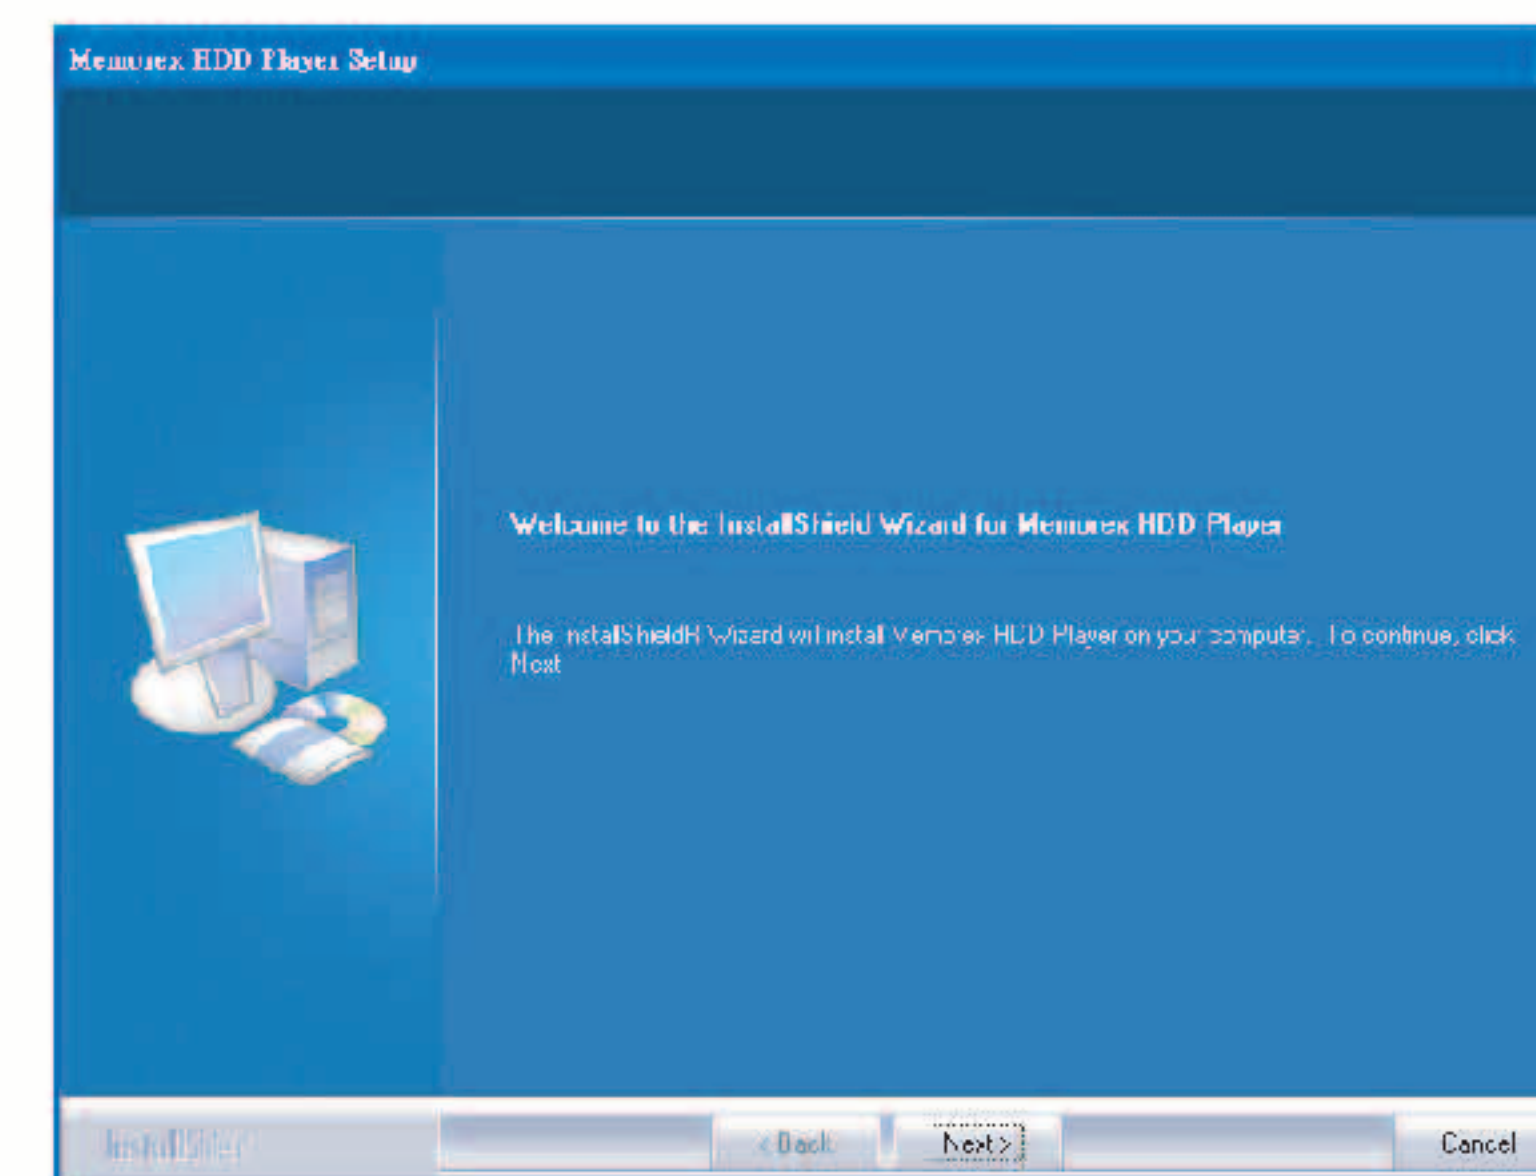 Memorex HDD Player Setup
Welcome to the InstallShield Wizard for Memorex HDD Player
The InstallShieldR Wizard will install Memorex HDD Player on your computer. To continue, click
Next
InstallShield
< Back
Next >
Cancel